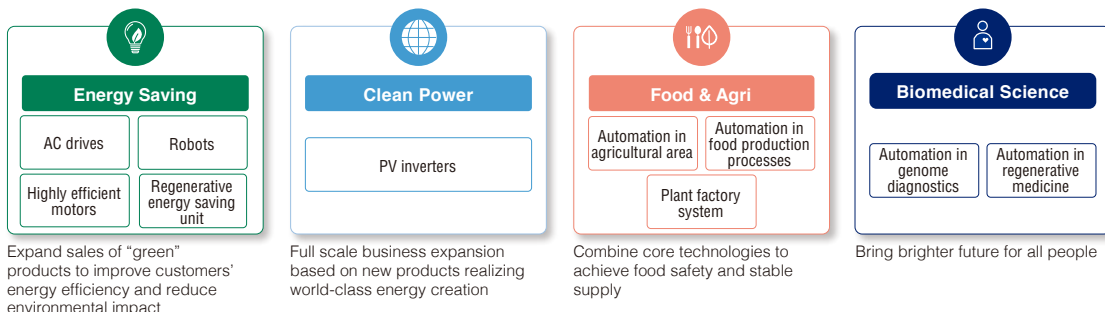 Energy Saving
AC drives
Robots
Highly efficient
motors
Regenerative
energy saving
unit
Expand sales of “green”
products to improve customers’
energy efficiency and reduce
environmental impact
Clean Power
PV inverters
Full scale business expansion
based on new products realizing
world-class energy creation
Food & Agri
Automation in
agricultural area
Automation in
food production
processes
Plant factory
system
Combine core technologies to
achieve food safety and stable
supply
Biomedical Science
Automation in
genome
diagnostics
Automation in
regenerative
medicine
Bring brighter future for all people